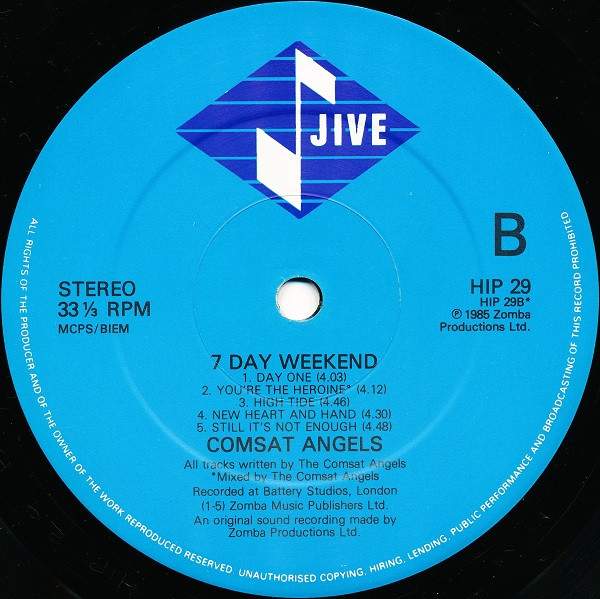 JIVE
B
STEREO
33 ⅓ RPM
MCPS/BIEM
HIP 29
HIP 29B*
℗ 1985 Zomba
Productions Ltd.
7 DAY WEEKEND
1. DAY ONE (4.03)
2. YOU'RE THE HEROINE* (4.12)
3. HIGH TIDE (4.46)
4. NEW HEART AND HAND (4.30)
5. STILL IT'S NOT ENOUGH (4.48)
COMSAT ANGELS
All tracks written by The Comsat Angels
*Mixed by The Comsat Angels
Recorded at Battery Studios, London
(1-5) Zomba Music Publishers Ltd.
An original sound recording made by
Zomba Productions Ltd.
ALL RIGHTS OF THE PRODUCER AND OF THE OWNER OF THE WORK REPRODUCED RESERVED. UNAUTHORISED COPYING, HIRING, LENDING, PUBLIC PERFORMANCE AND BROADCASTING OF THIS RECORD PROHIBITED